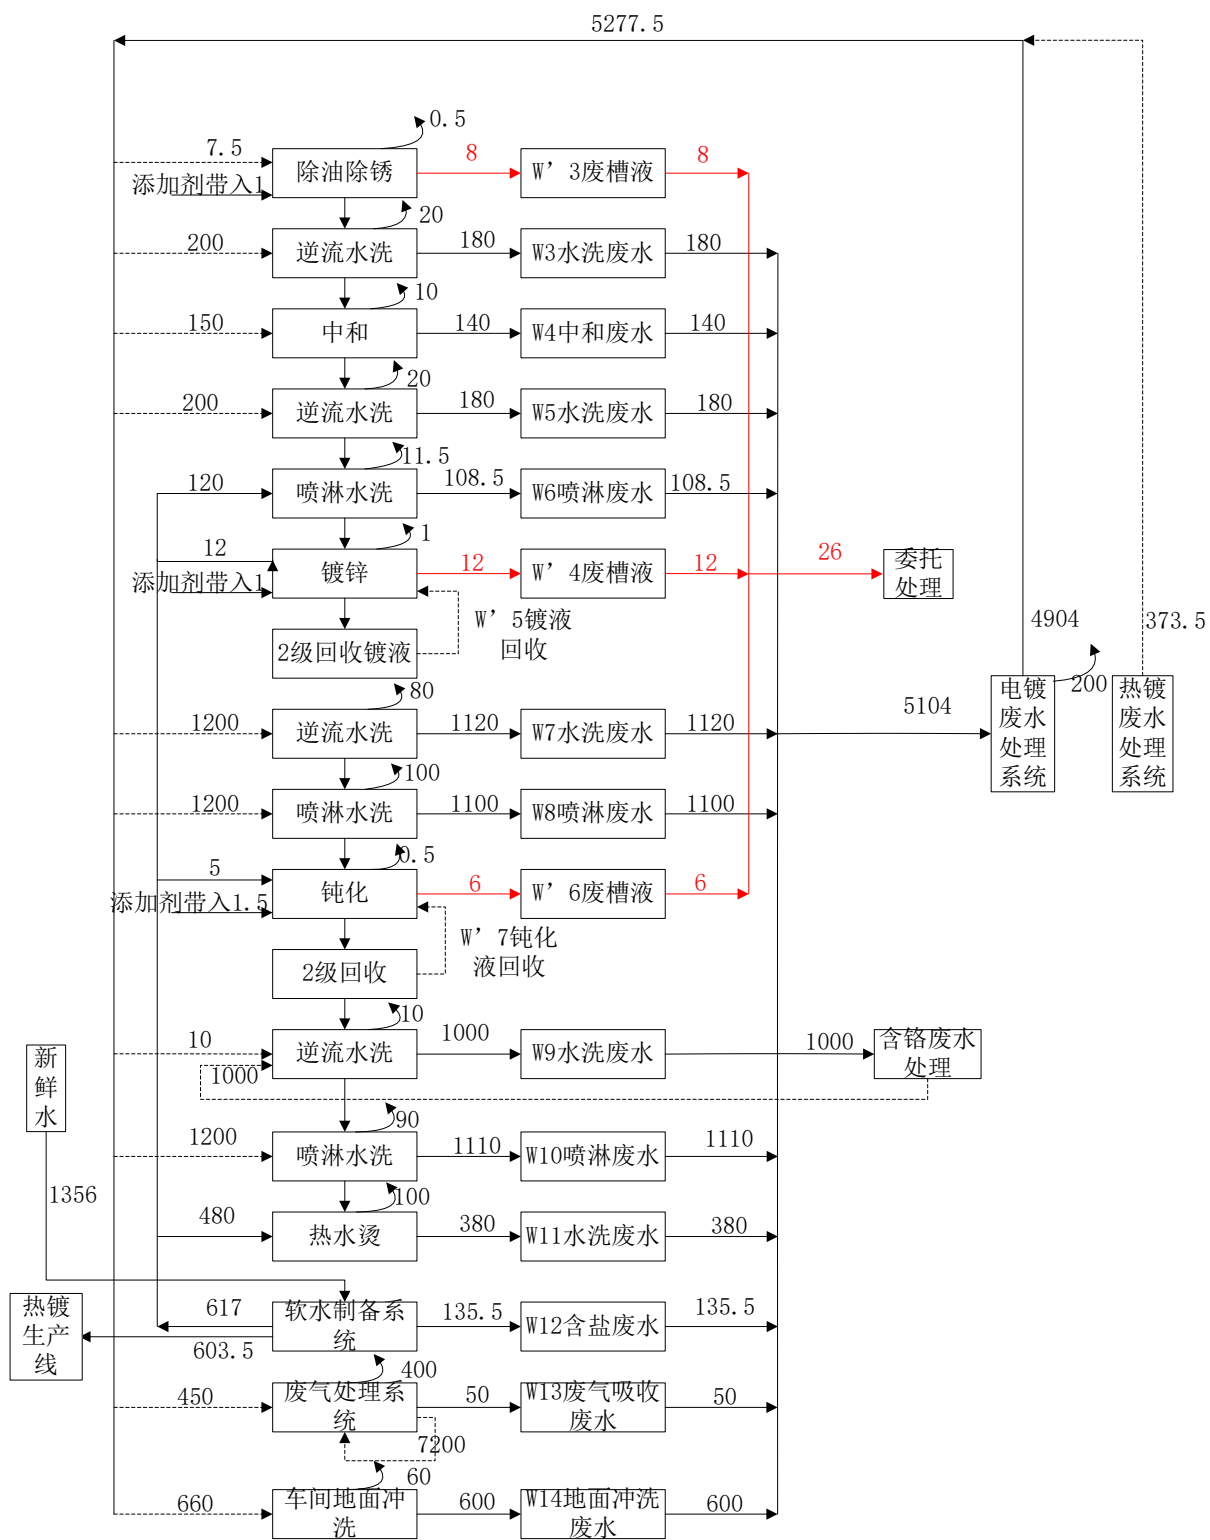 5277.5
0.5
7.5
添加剂带入1
除油除锈
8
W’3废槽液
8
20
200
逆流水洗
180
W3水洗废水
180
10
150
中和
140
W4中和废水
140
20
200
逆流水洗
180
W5水洗废水
180
11.5
120
喷淋水洗
108.5
W6喷淋废水
108.5
1
12
添加剂带入1
镀锌
12
W’4废槽液
12
26
委托
处理
2级回收镀液
W’5镀液
回收
4904
373.5
200
80
1200
逆流水洗
1120
W7水洗废水
1120
5104
电镀
废水
处理
系统
热镀
废水
处理
系统
100
1200
喷淋水洗
1100
W8喷淋废水
1100
0.5
5
添加剂带入1.5
钝化
6
W’6废槽液
6
2级回收
W’7钝化
液回收
10
10
1000
逆流水洗
1000
W9水洗废水
1000
含铬废水
处理
新
鲜
水
90
1200
喷淋水洗
1110
W10喷淋废水
1110
1356
100
480
热水烫
380
W11水洗废水
380
热镀
生产
线
617
603.5
软水制备系
统
135.5
W12含盐废水
135.5
400
450
废气处理系
统
50
W13废气吸收
废水
50
7200
60
660
车间地面冲
洗
600
W14地面冲洗
废水
600